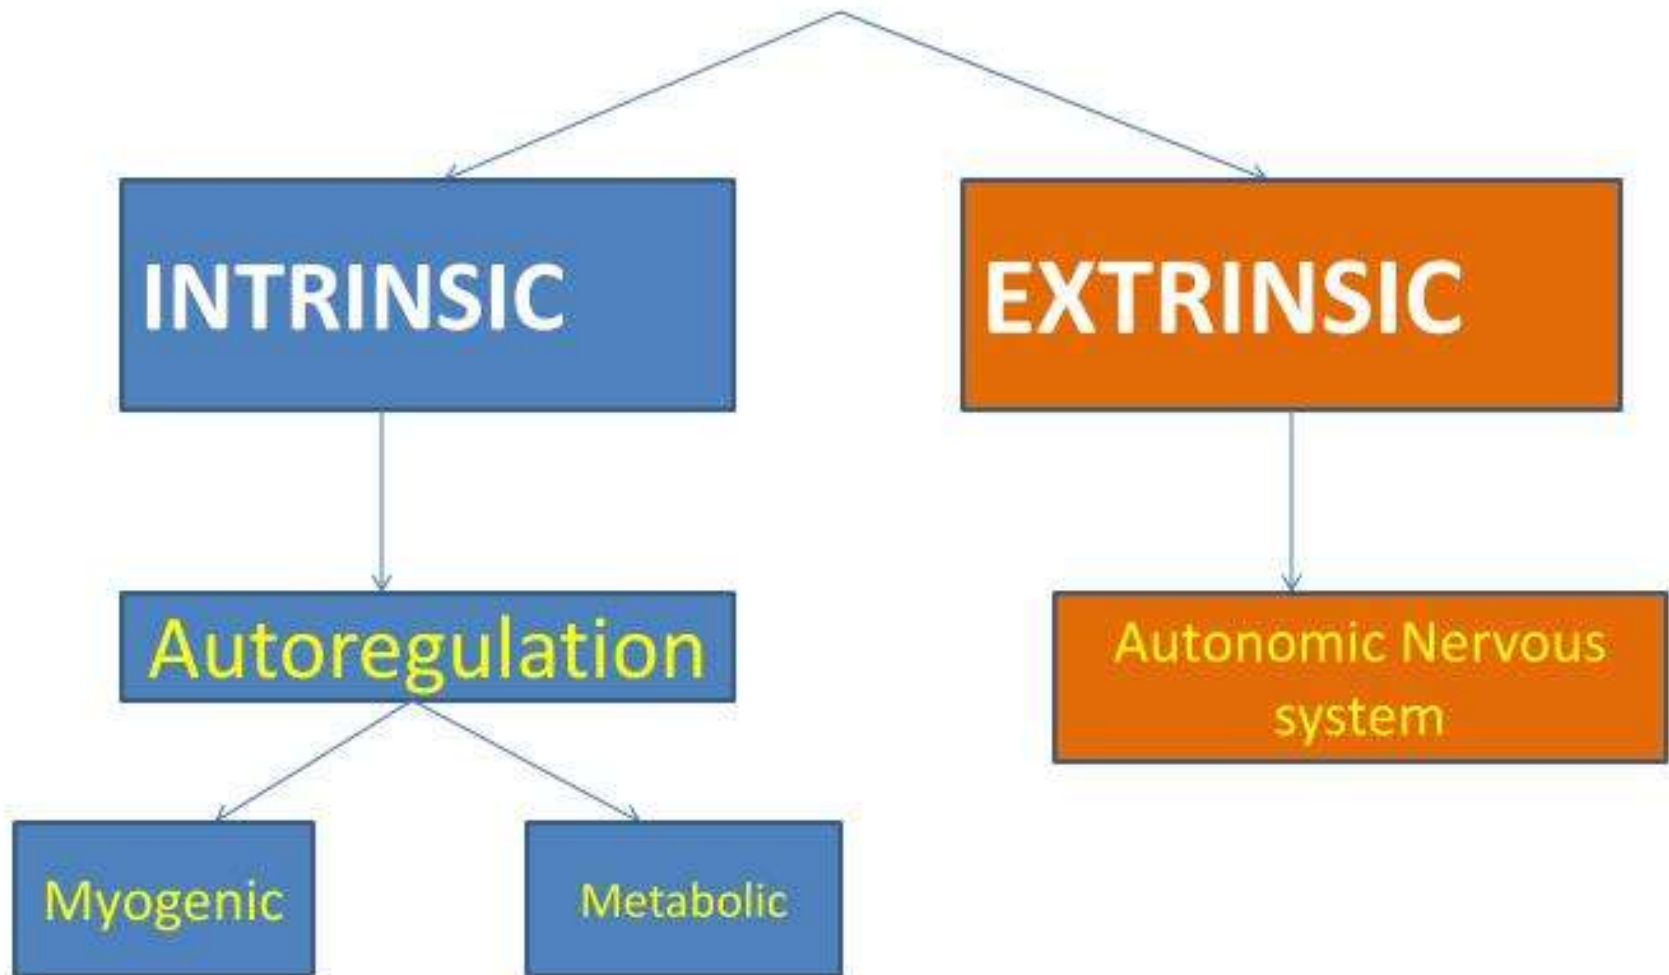 INTRINSIC
EXTRINSIC
Autoregulation
Autonomic Nervous
system
Myogenic
Metabolic